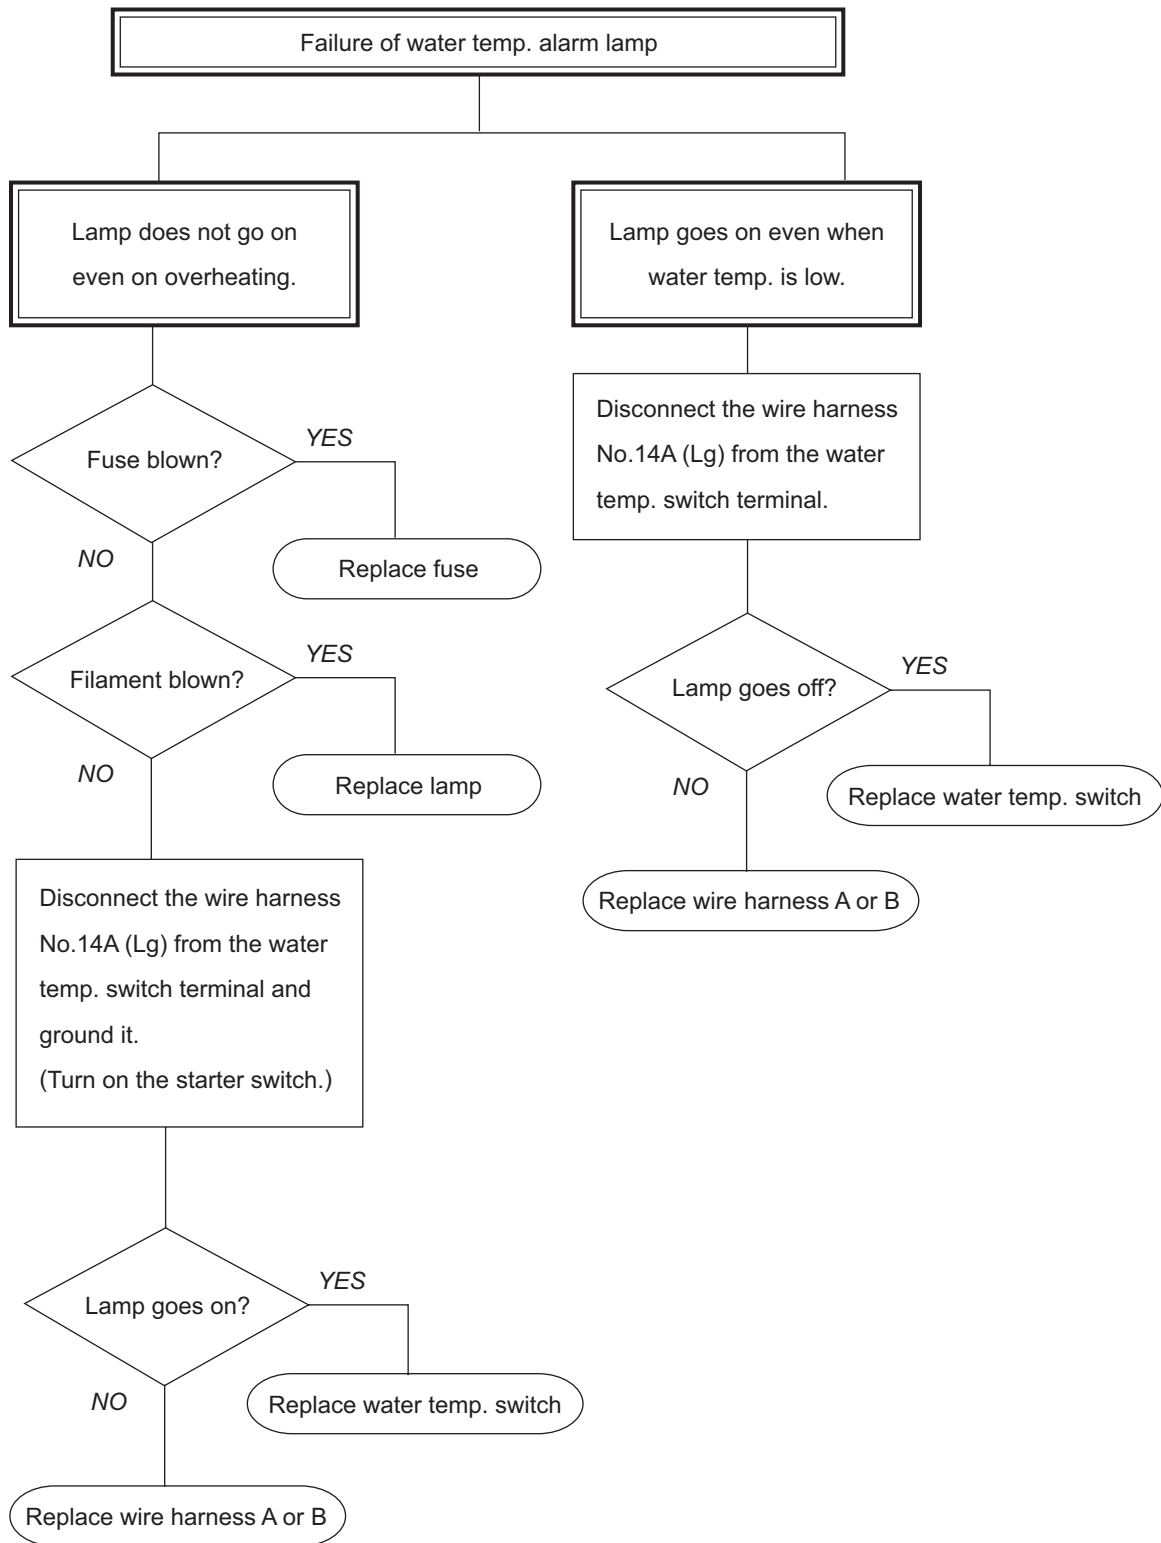 Failure of water temp. alarm lamp
Lamp does not go on
even on overheating.
Fuse blown?
YES
NO
Replace fuse
Filament blown?
YES
NO
Replace lamp
Disconnect the wire harness
No.14A (Lg) from the water
temp. switch terminal and
ground it.
(Turn on the starter switch.)
Lamp goes on?
YES
NO
Replace water temp. switch
Replace wire harness A or B
Lamp goes on even when
water temp. is low.
Disconnect the wire harness
No.14A (Lg) from the water
temp. switch terminal.
Lamp goes off?
YES
NO
Replace water temp. switch
Replace wire harness A or B